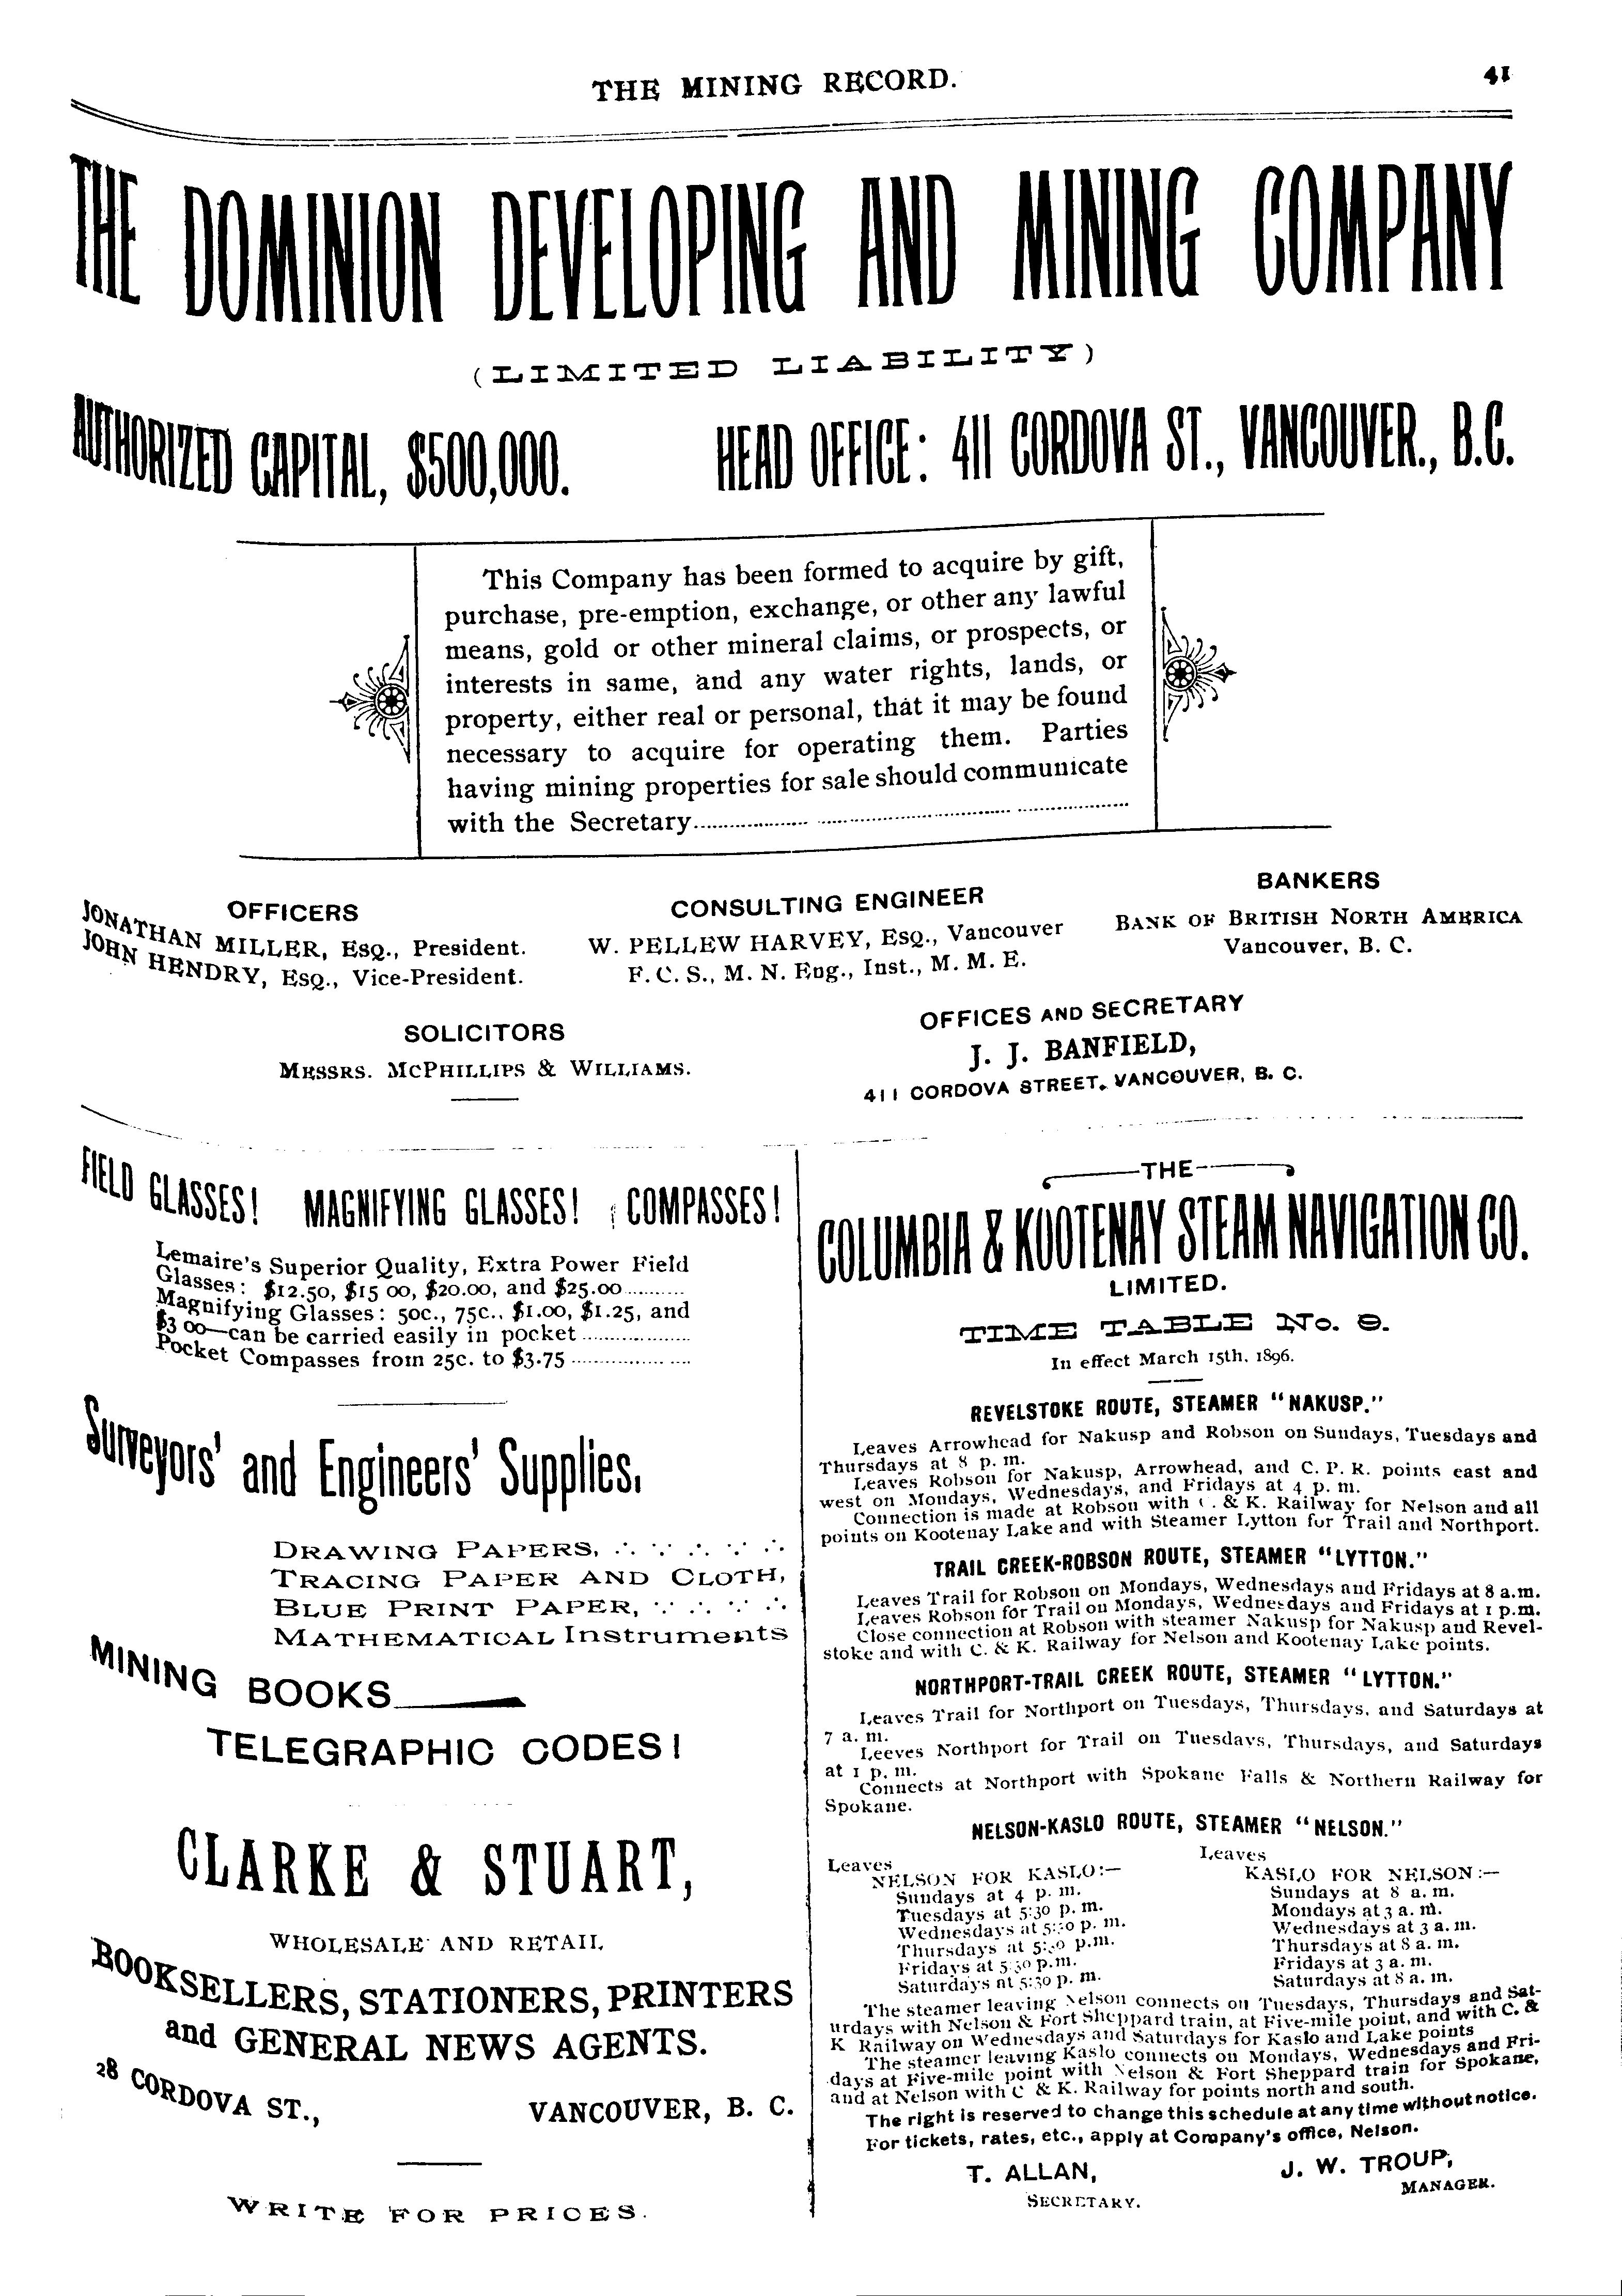 THE MINING RECORD. 41
THE DOMINION DEVELOPING AND MINING COMPANY
(LIMITED LIABILITY)
AUTHORIZED CAPITAL, $500,000. HEAD OFFICE: 411 CORDOVA ST., VANCOUVER., B.C.
This Company has been formed to acquire by gift,
purchase, pre-emption, exchange, or other any lawful
means, gold or other mineral claims, or prospects, or
interests in same, and any water rights, lands, or
property, either real or personal, that it may be found
necessary to acquire for operating them. Parties
having mining properties for sale should communicate
with the Secretary
OFFICERS
JONATHAN MILLER, ESQ., President.
JOHN HENDRY, ESQ., Vice-President.
CONSULTING ENGINEER
W. PELLEW HARVEY, ESQ., Vancouver
F. C. S., M. N. Eng., Inst., M. M. E.
BANKERS
BANK OF BRITISH NORTH AMERICA
Vancouver, B. C.
SOLICITORS
MESSRS. MCPHILLIPS & WILLIAMS.
OFFICES AND SECRETARY
J. J. BANFIELD,
411 CORDOVA STREET, VANCOUVER, B. C.
FIELD GLASSES! MAGNIFYING GLASSES! COMPASSES!
Lemaire's Superior Quality, Extra Power Field
Glasses: $12.50, $15 00, $20.00, and $25.00
Magnifying Glasses: 50c., 75c., $1.00, $1.25, and
$3 00—can be carried easily in pocket
Pocket Compasses from 25c. to $3.75
Surveyors' and Engineers' Supplies.
DRAWING PAPERS,
TRACING PAPER AND CLOTH,
BLUE PRINT PAPER,
MATHEMATICAL Instruments
MINING BOOKS
TELEGRAPHIC CODES!
CLARKE & STUART,
WHOLESALE AND RETAIL
BOOKSELLERS, STATIONERS, PRINTERS
and GENERAL NEWS AGENTS.
28 CORDOVA ST., VANCOUVER, B. C.
WRITE FOR PRICES.
THE
COLUMBIA & KOOTENAY STEAM NAVIGATION CO.
LIMITED.
TIME TABLE No. 9.
In effect March 15th, 1896.
REVELSTOKE ROUTE, STEAMER "NAKUSP."
Leaves Arrowhead for Nakusp and Robson on Sundays, Tuesdays and
Thursdays at 8 p. m.
Leaves Robson for Nakusp, Arrowhead, and C. P. R. points east and
west on Mondays, Wednesdays, and Fridays at 4 p. m.
Connection is made at Robson with C. & K. Railway for Nelson and all
points on Kootenay Lake and with Steamer Lytton for Trail and Northport.
TRAIL CREEK-ROBSON ROUTE, STEAMER "LYTTON."
Leaves Trail for Robson on Mondays, Wednesdays and Fridays at 8 a.m.
Leaves Robson for Trail on Mondays, Wednesdays and Fridays at 1 p.m.
Close connection at Robson with steamer Nakusp for Nakusp and Revel-
stoke and with C. & K. Railway for Nelson and Kootenay Lake points.
NORTHPORT-TRAIL CREEK ROUTE, STEAMER "LYTTON."
Leaves Trail for Northport on Tuesdays, Thursdays, and Saturdays at
7 a. m.
Leeves Northport for Trail on Tuesdays, Thursdays, and Saturdays
at 1 p. m.
Connects at Northport with Spokane Falls & Northern Railway for
Spokane.
NELSON-KASLO ROUTE, STEAMER "NELSON."
Leaves
NELSON FOR KASLO:—
Sundays at 4 p. m.
Tuesdays at 5:30 p. m.
Wednesdays at 5:30 p. m.
Thursdays at 5:30 p.m.
Fridays at 5 30 p.m.
Saturdays at 5:30 p. m.
Leaves
KASLO FOR NELSON:—
Sundays at 8 a. m.
Mondays at 3 a. m.
Wednesdays at 3 a. m.
Thursdays at 8 a. m.
Fridays at 3 a. m.
Saturdays at 8 a. m.
The steamer leaving Nelson connects on Tuesdays, Thursdays and Sat-
urdays with Nelson & Fort Sheppard train, at Five-mile point, and with C. &
K Railway on Wednesdays and Saturdays for Kaslo and Lake points
The steamer leaving Kaslo connects on Mondays, Wednesdays and Fri-
days at Five-mile point with Nelson & Fort Sheppard train for Spokane,
and at Nelson with C & K. Railway for points north and south.
The right is reserved to change this schedule at any time without notice.
For tickets, rates, etc., apply at Company's office, Nelson.
T. ALLAN,
SECRETARY.
J. W. TROUP,
MANAGER.